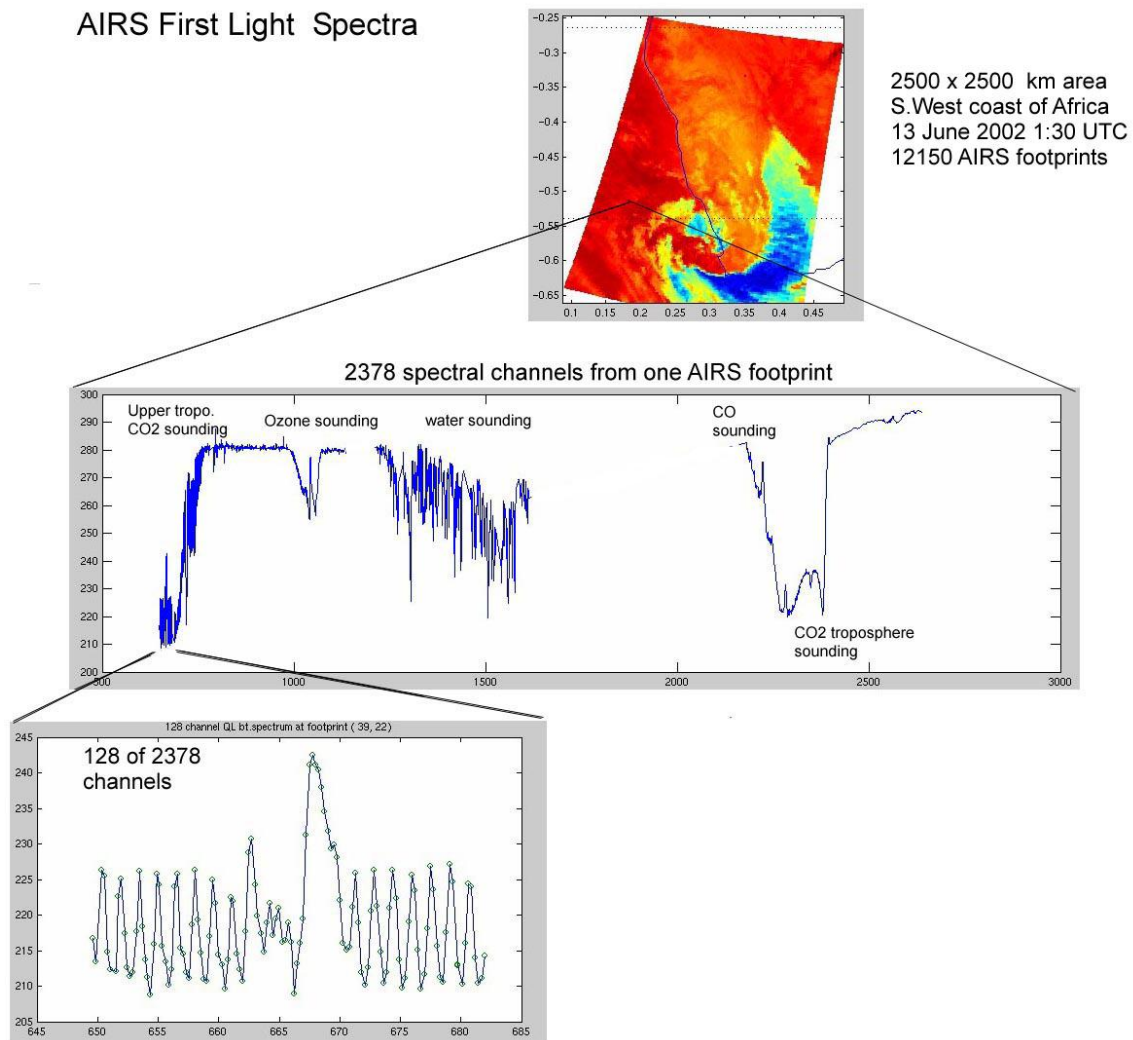 AIRS First Light Spectra
-0.25
-0.3
-0.35
-0.4
-0.45
-0.5
-0.55
-0.6
-0.65
0.1 0.15 0.2 0.25 0.3 0.35 0.4 0.45
2500 x 2500 km area
S.West coast of Africa
13 June 2002 1:30 UTC
12150 AIRS footprints
2378 spectral channels from one AIRS footprint
300
290
280
270
260
250
240
230
220
210
200
Upper tropo.
CO2 sounding
Ozone sounding
water sounding
CO
sounding
CO2 troposphere
sounding
500 1000 1500 2000 2500 3000
128 channel QL bt.spectrum at footprint ( 39, 22)
128 of 2378
channels
245
240
235
230
225
220
215
210
205
645 650 655 660 665 670 675 680 685